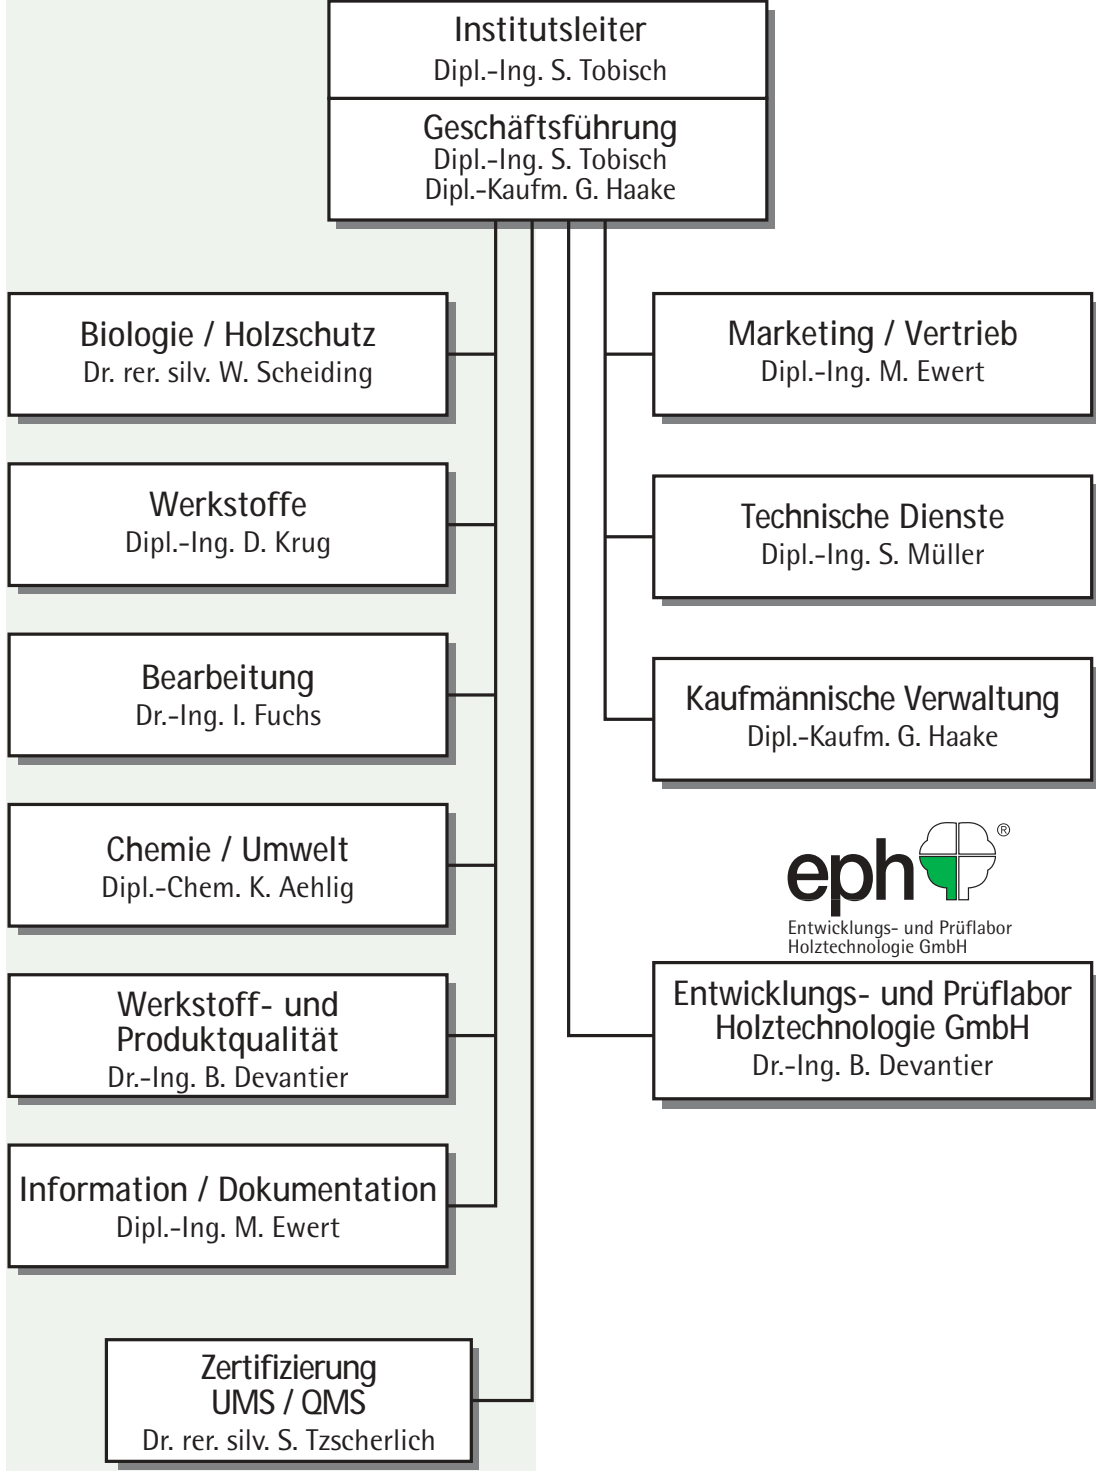 Institutsleiter
Dipl.-Ing. S. Tobisch
Geschäftsführung
Dipl.-Ing. S. Tobisch
Dipl.-Kaufm. G. Haake
Biologie / Holzschutz
Dr. rer. silv. W. Scheiding
Werkstoffe
Dipl.-Ing. D. Krug
Bearbeitung
Dr.-Ing. I. Fuchs
Chemie / Umwelt
Dipl.-Chem. K. Aehlig
Werkstoff- und
Produktqualität
Dr.-Ing. B. Devantier
Information / Dokumentation
Dipl.-Ing. M. Ewert
Zertifizierung
UMS / QMS
Dr. rer. silv. S. Tzscherlich
Marketing / Vertrieb
Dipl.-Ing. M. Ewert
Technische Dienste
Dipl.-Ing. S. Müller
Kaufmännische Verwaltung
Dipl.-Kaufm. G. Haake
eph ®
Entwicklungs- und Prüflabor
Holztechnologie GmbH
Entwicklungs- und Prüflabor
Holztechnologie GmbH
Dr.-Ing. B. Devantier